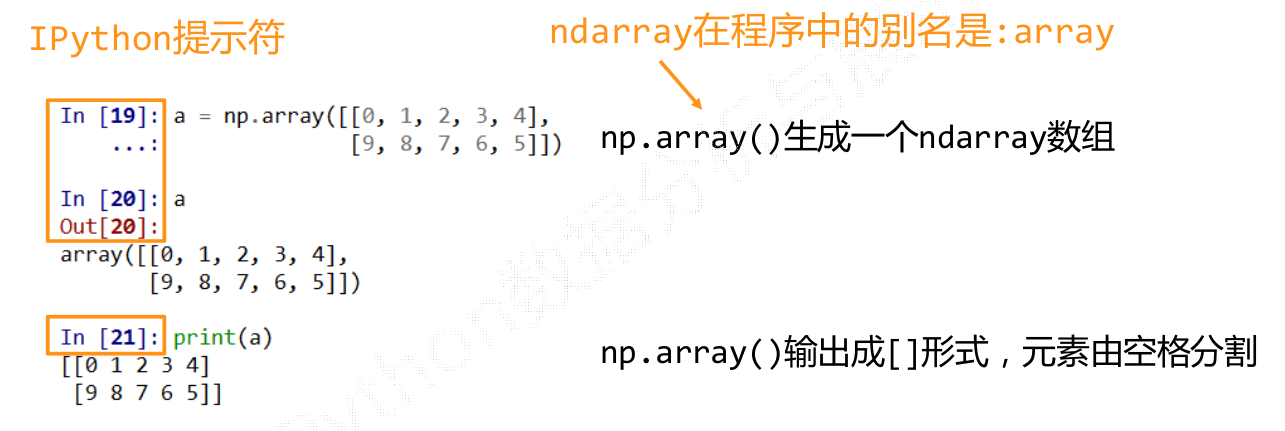 IPython提示符
ndarray在程序中的别名是:array
In [19]: a = np.array([[0, 1, 2, 3, 4],
...: [9, 8, 7, 6, 5]])
np.array()生成一个ndarray数组
In [20]: a
Out[20]:
array([[0, 1, 2, 3, 4],
[9, 8, 7, 6, 5]])
In [21]: print(a)
[[0 1 2 3 4]
[9 8 7 6 5]]
np.array()输出成[]形式，元素由空格分割
Python数据分析与